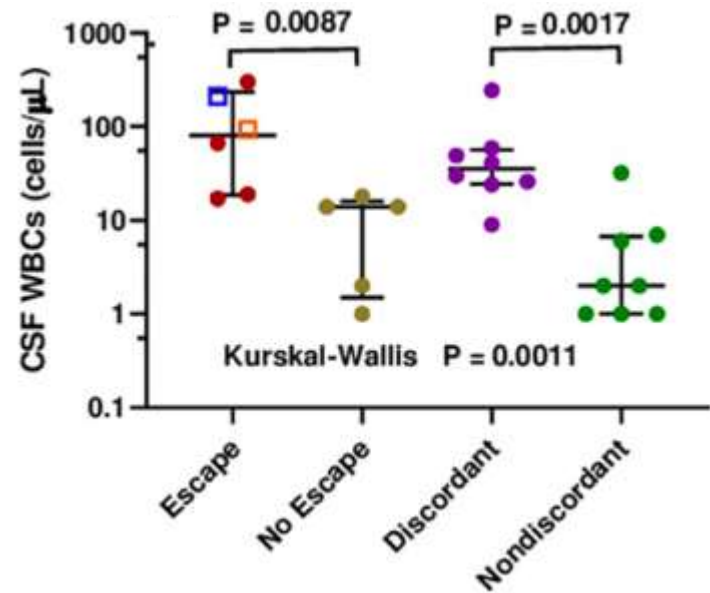 P = 0.0087
P = 0.0017
CSF WBCs (cells/µL)
1000
100
10
1
0.1
Kurskal-Wallis P = 0.0011
Escape
No Escape
Discordant
Nondiscordant